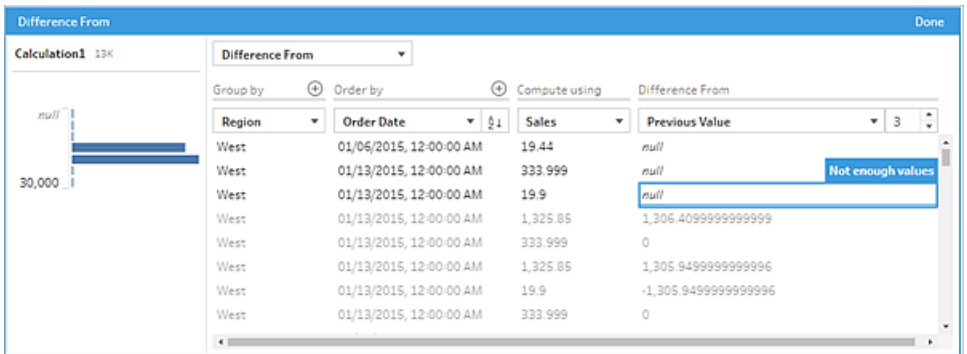 Difference From Done
Calculation1 13K
Difference From
Group by Order by Compute using Difference From
Region Order Date Sales Previous Value 3
null
30,000
West 01/06/2015, 12:00:00 AM 19.44 null
West 01/13/2015, 12:00:00 AM 333.999 null Not enough values
West 01/13/2015, 12:00:00 AM 19.9 null
West 01/13/2015, 12:00:00 AM 1,325.85 1,306.4099999999999
West 01/13/2015, 12:00:00 AM 333.999 0
West 01/13/2015, 12:00:00 AM 1,325.85 1,305.9499999999996
West 01/13/2015, 12:00:00 AM 19.9 -1,305.9499999999996
West 01/13/2015, 12:00:00 AM 333.999 0